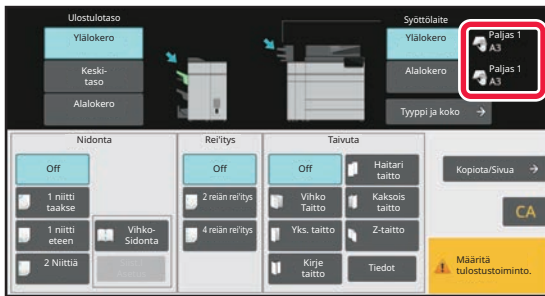 Ulostulotaso
Ylälokero
Keski-
taso
Alalokero
Syöttölaite
Ylälokero
Alalokero
Tyyppi ja koko
Paljas 1
A3
Paljas 1
A3
Nidonta
Off
1 niitti
taakse
1 niitti
eteen
2 Niittiä
Vihko-
Sidonta
Rei'itys
Off
2 reiän rei'itys
4 reiän rei'itys
Taivuta
Off
Vihko
Taitto
Yks. taitto
Kirje
taitto
Haitari
taitto
Kaksois
taitto
Z-taitto
Tiedot
Kopiota/Sivua
CA
Määritä
tulostustoiminto.